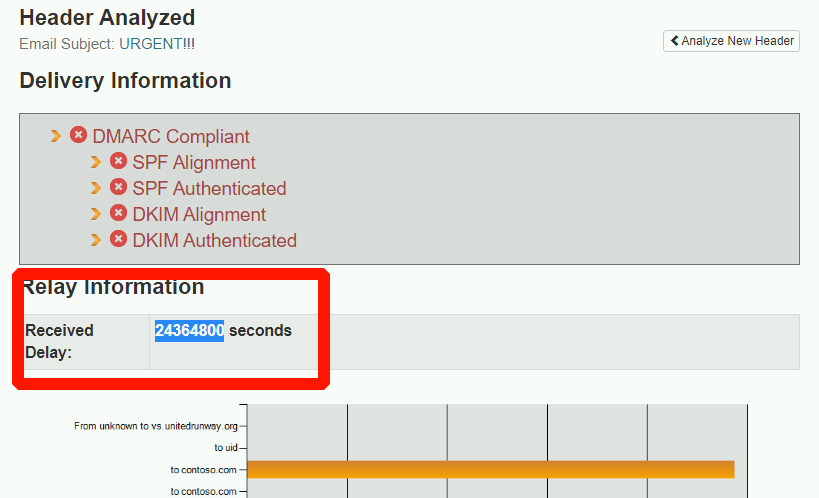 Header Analyzed
Email Subject: URGENT!!!
Analyze New Header
Delivery Information
DMARC Compliant
SPF Alignment
SPF Authenticated
DKIM Alignment
DKIM Authenticated
Relay Information
Received Delay:
24364800 seconds
From unknown to vs.unitedrunway.org
to uid
to contoso.com
to contoso.com